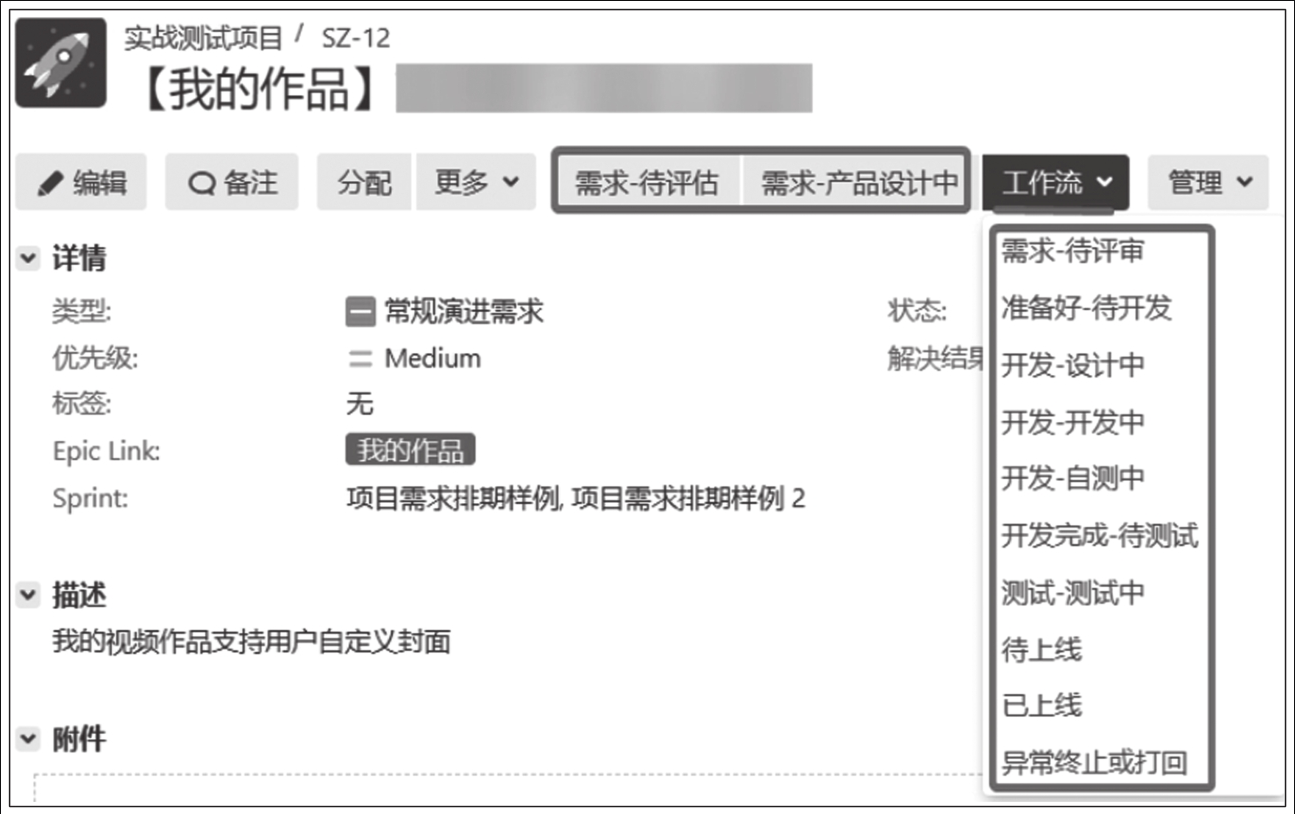 实战测试项目 / SZ-12
【我的作品】
编辑 备注 分配 更多 需求-待评估 需求-产品设计中 工作流 管理
详情
类型: 常规演进需求 状态:
优先级: Medium 解决结果
标签: 无
Epic Link: 我的作品
Sprint: 项目需求排期样例, 项目需求排期样例 2
需求-待评审
准备好-待开发
开发-设计中
开发-开发中
开发-自测中
开发完成-待测试
测试-测试中
待上线
已上线
异常终止或打回
描述
我的视频作品支持用户自定义封面
附件